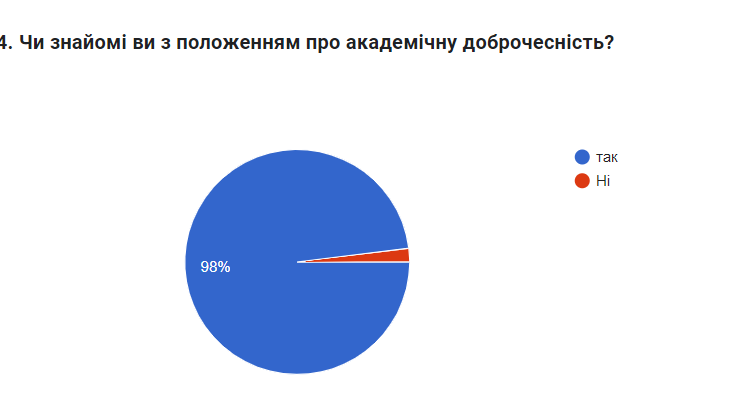 4. Чи знайомі ви з положенням про академічну доброчесність?
так
Ні
98%